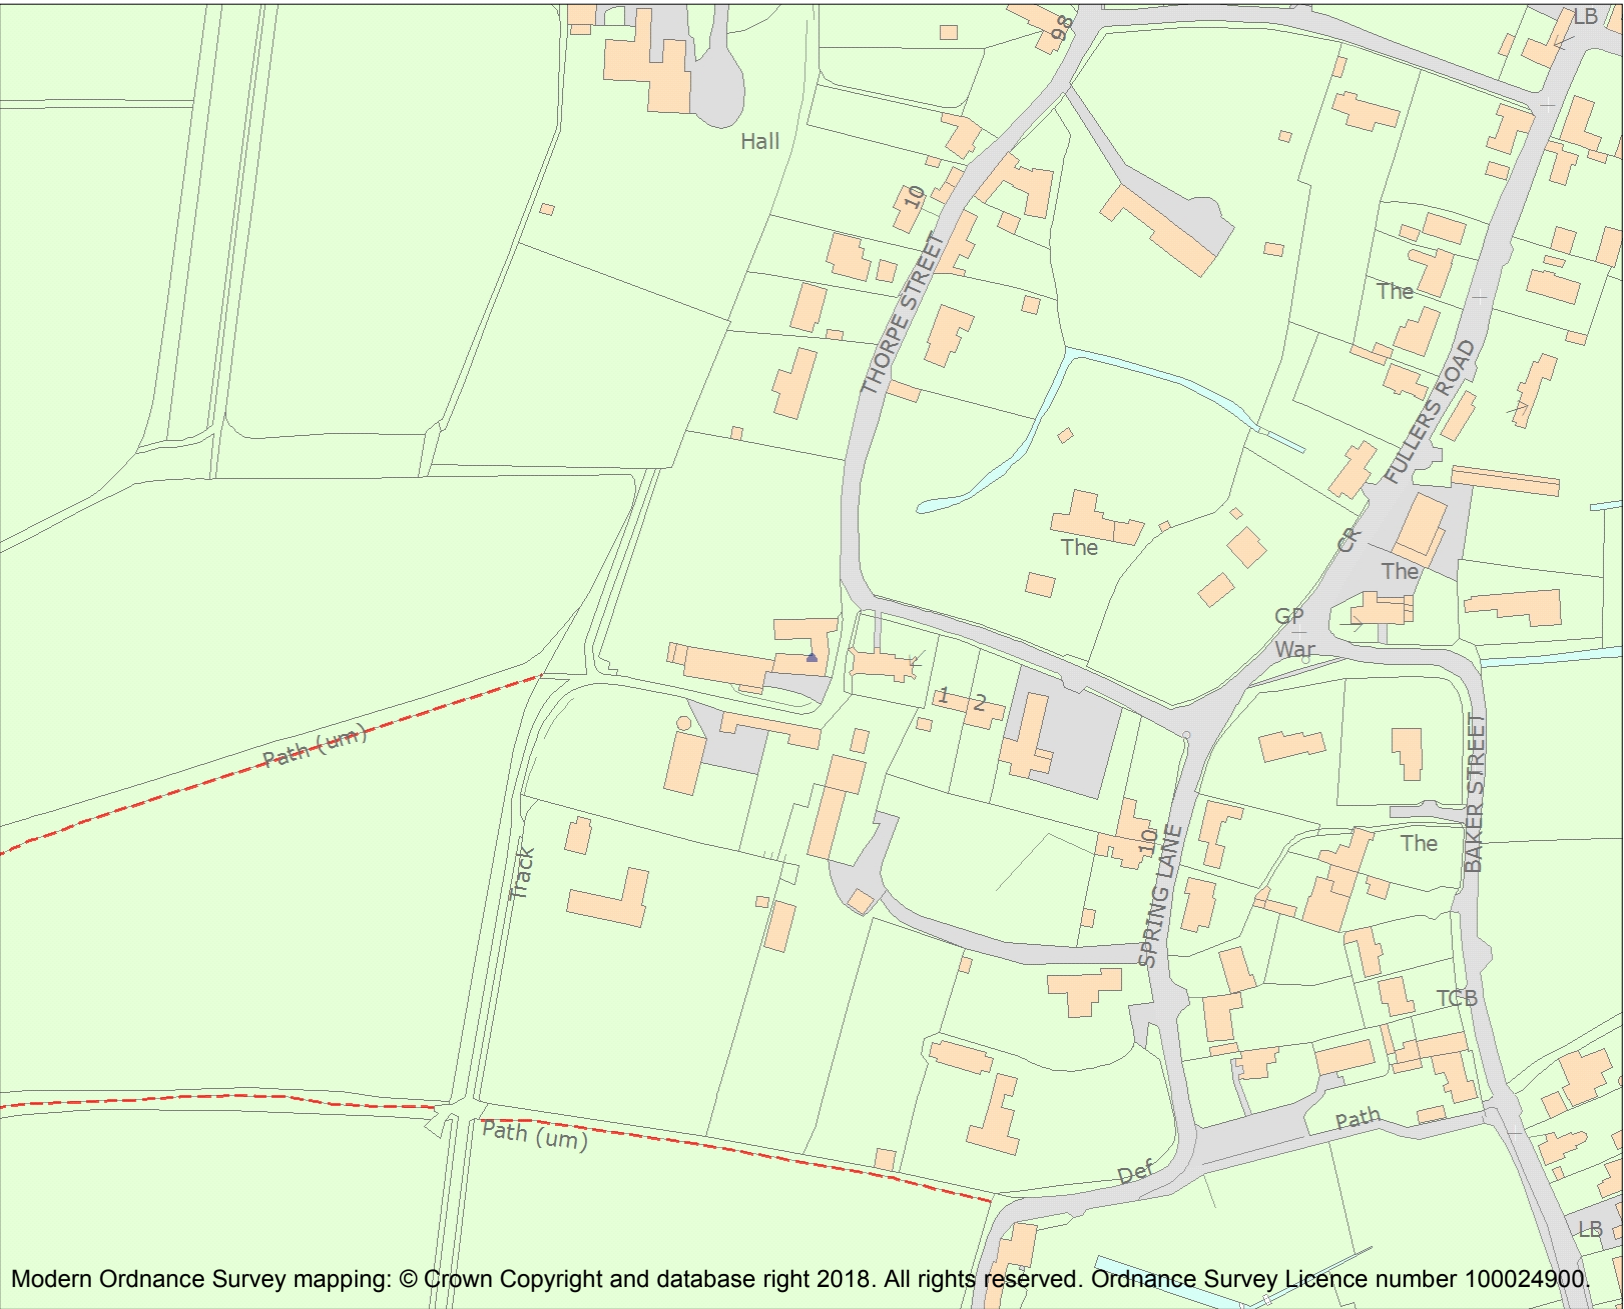 LB
98
Hall
10
THORPE STREET
The
FULLERS ROAD
The
CR
The
GP
War
1
2
Path (um)
BAKER STREET
10
SPRING LANE
The
Track
TCB
Path (um)
Path
Def
LB
Modern Ordnance Survey mapping: © Crown Copyright and database right 2018. All rights reserved. Ordnance Survey Licence number 100024900.